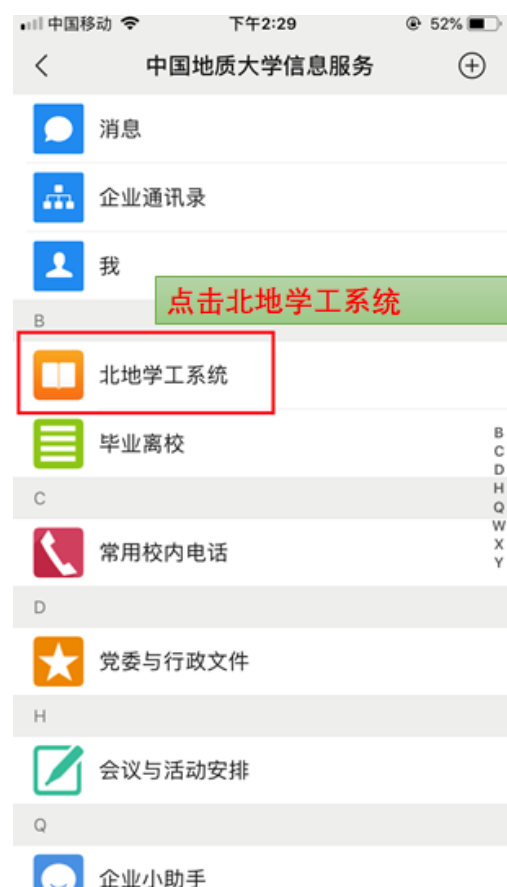 中国移动 下午2:29 52%
中国地质大学信息服务
消息
企业通讯录
我
点击北地学工系统
B
北地学工系统
毕业离校
C
常用校内电话
D
党委与行政文件
H
会议与活动安排
Q
企业小助手
B
C
D
H
Q
W
X
Y